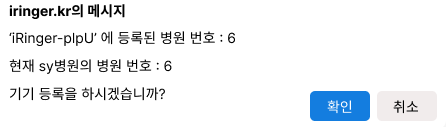 iringer.kr의 메시지
‘iRinger-plpU’ 에 등록된 병원 번호 : 6
현재 sy병원의 병원 번호 : 6
기기 등록을 하시겠습니까?
확인 취소